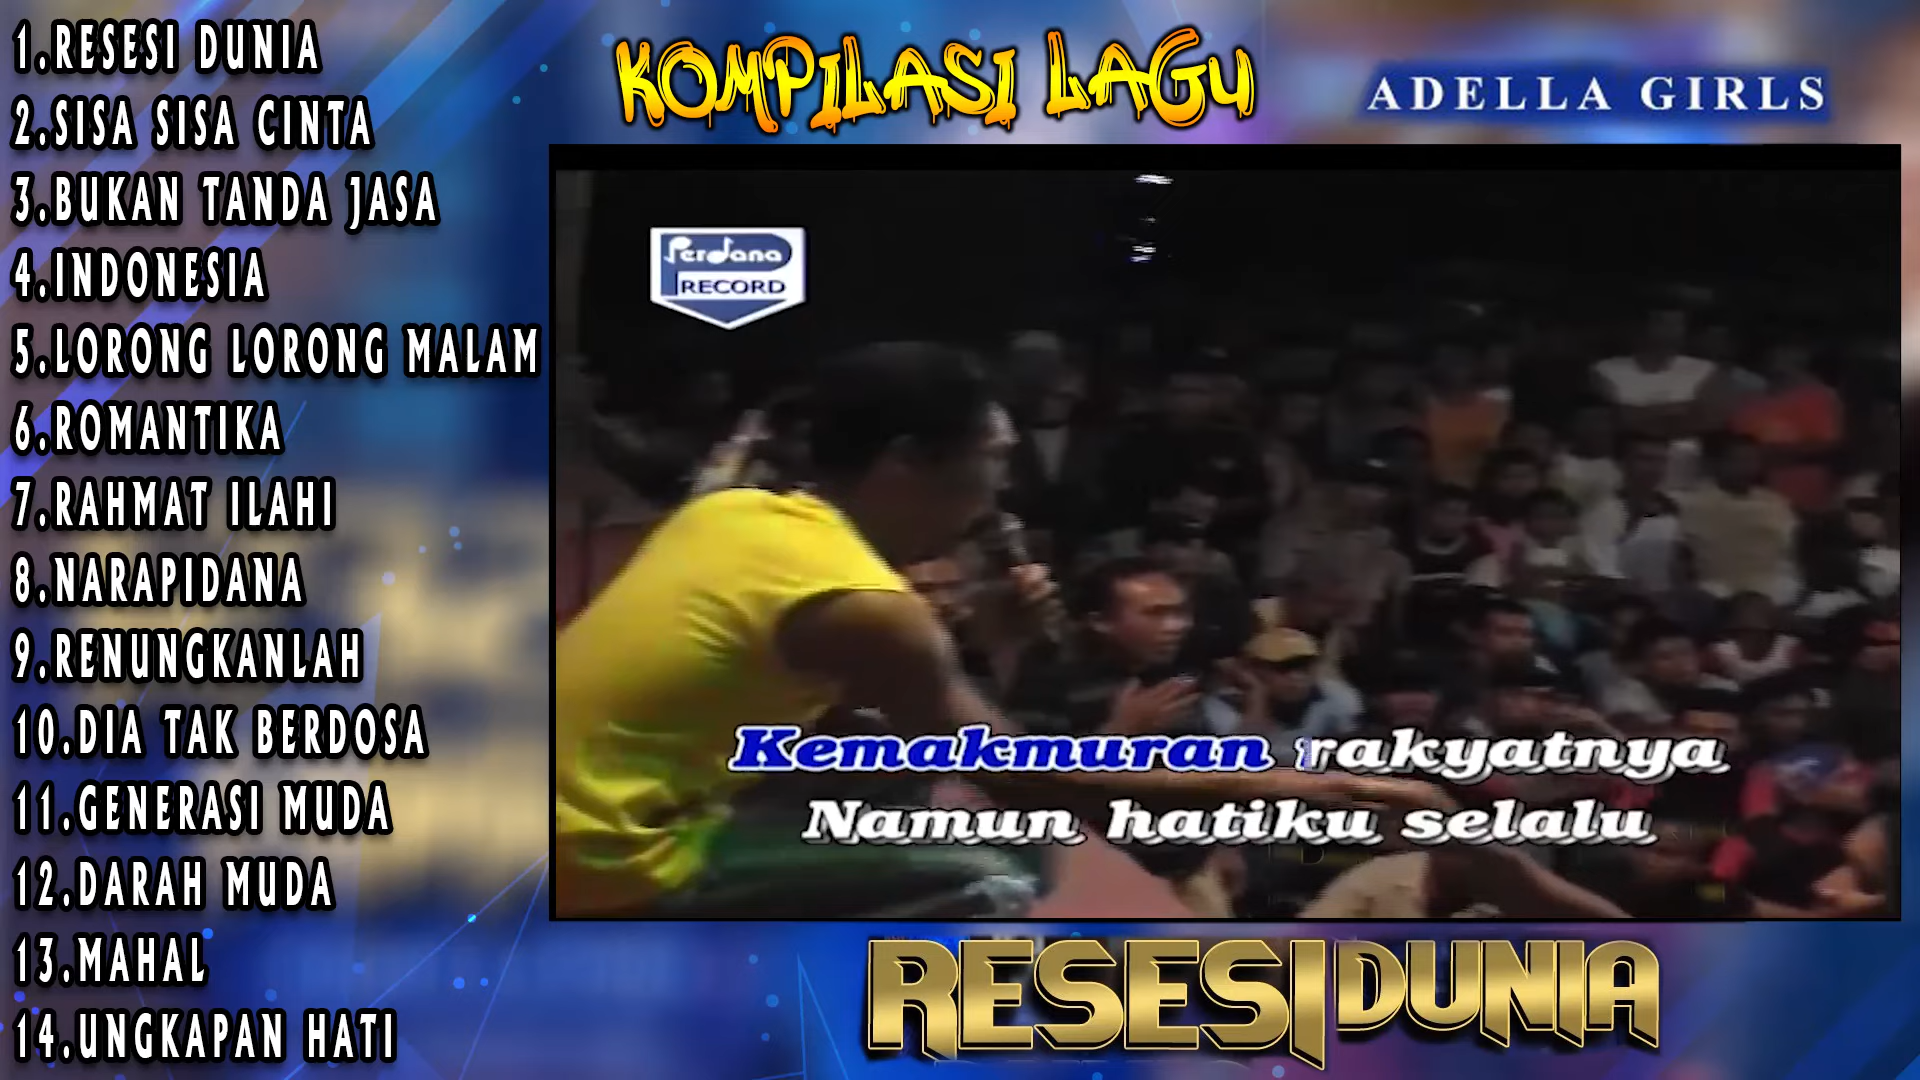 1.RESESI DUNIA
2.SISA SISA CINTA
3.BUKAN TANDA JASA
4.INDONESIA
5.LORONG LORONG MALAM
6.ROMANTIKA
7.RAHMAT ILAHI
8.NARAPIDANA
9.RENUNGKANLAH
10.DIA TAK BERDOSA
11.GENERASI MUDA
12.DARAH MUDA
13.MAHAL
14.UNGKAPAN HATI
KOMPILASI LAGU
ADELLA GIRLS
Perdana
RECORD
Kemakmuran rakyatnya
Namun hatiku selalu
RESESI DUNIA